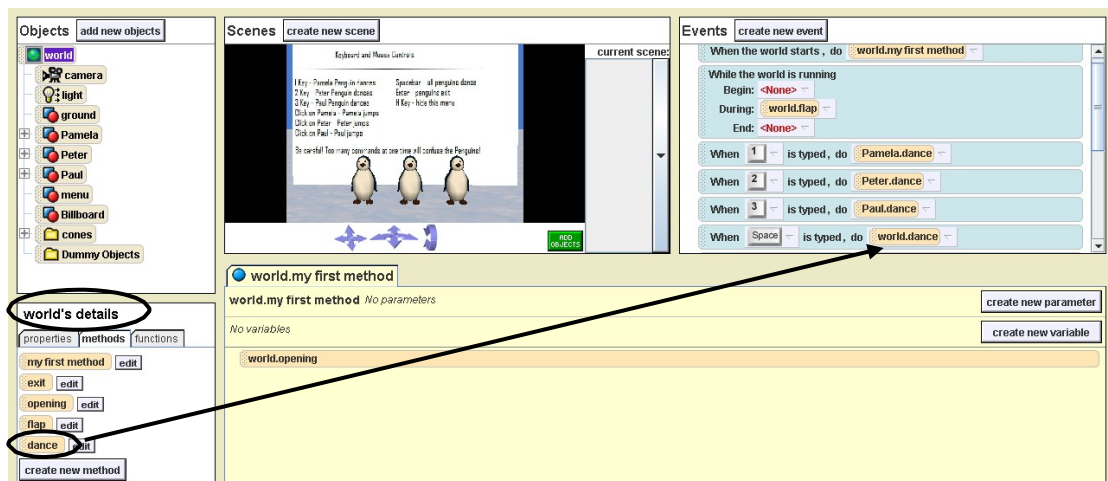 Objects add new objects
world
camera
light
ground
Pamela
Peter
Paul
menu
Billboard
cones
Dummy Objects
Scenes create new scene
Keyboard and Mouse Controls
1 Key - Pamela Penguin dances Spacebar - all penguins dance
2 Key - Peter Penguin dances Enter - penguins exit
3 Key - Paul Penguin dances H Key - hide this menu
Click on Pamela - Pamela jumps
Click on Peter - Peter jumps
Click on Paul - Paul jumps
Be careful! Too many commands at one time will confuse the Penguins!
current scene:
ADD
OBJECTS
Events create new event
When the world starts , do world.my first method
While the world is running
Begin: <None>
During: world.flap
End: <None>
When 1 is typed , do Pamela.dance
When 2 is typed , do Peter.dance
When 3 is typed , do Paul.dance
When Space is typed , do world.dance
world's details
properties methods functions
my first method edit
exit edit
opening edit
flap edit
dance edit
create new method
world.my first method
world.my first method No parameters create new parameter
No variables create new variable
world.opening